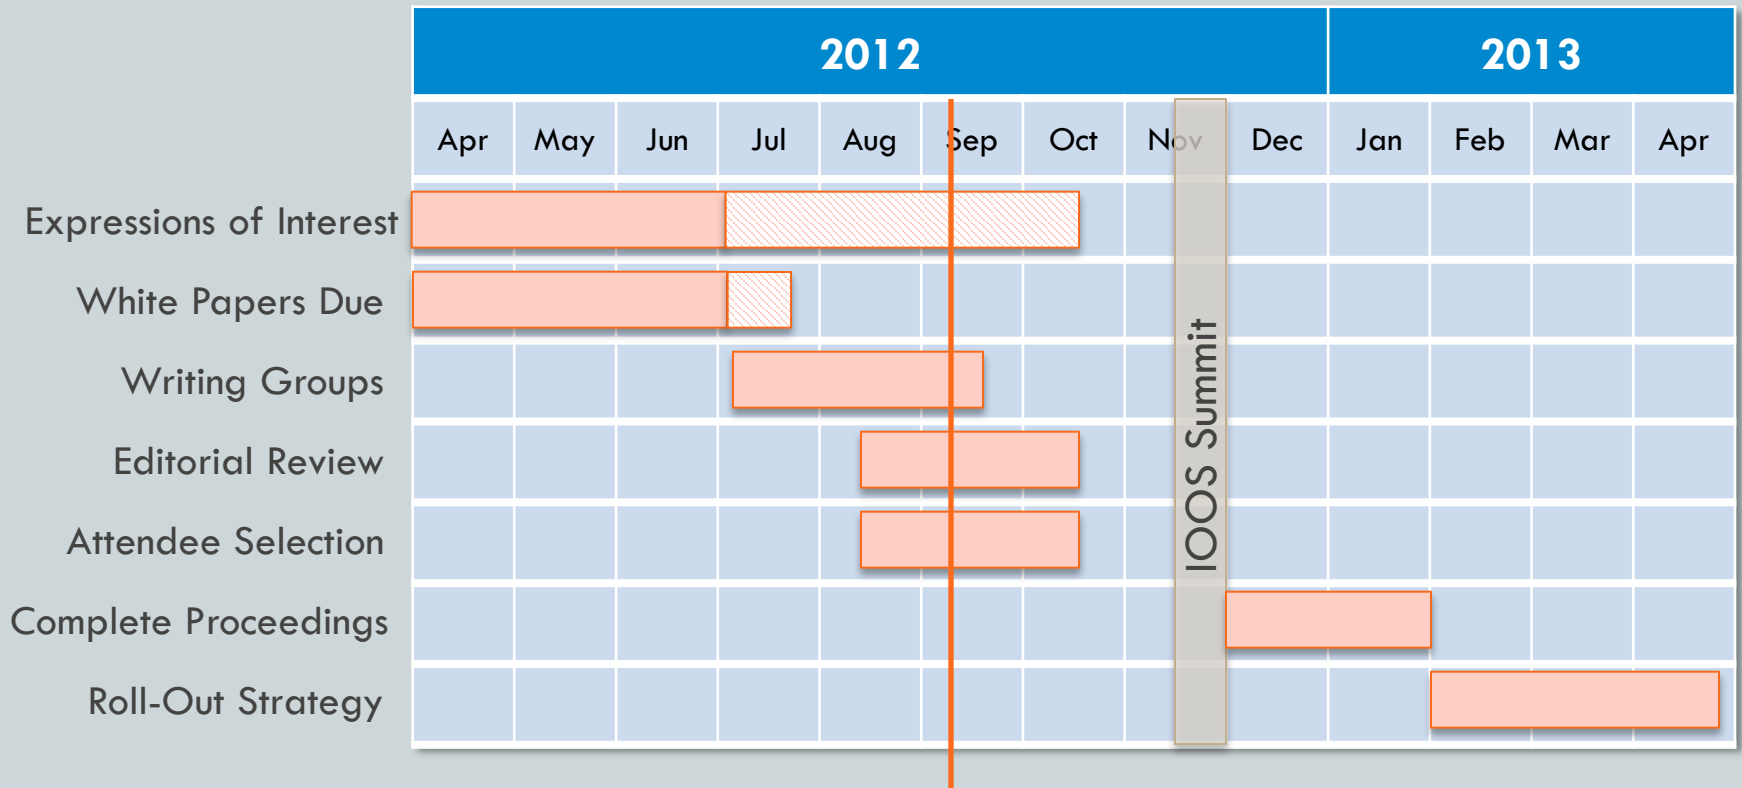 2012
2013
Apr
May
Jun
Jul
Aug
Sep
Oct
Nov
Dec
Jan
Feb
Mar
Apr
Expressions of Interest
White Papers Due
Writing Groups
Editorial Review
Attendee Selection
Complete Proceedings
Roll-Out Strategy
IOOS Summit